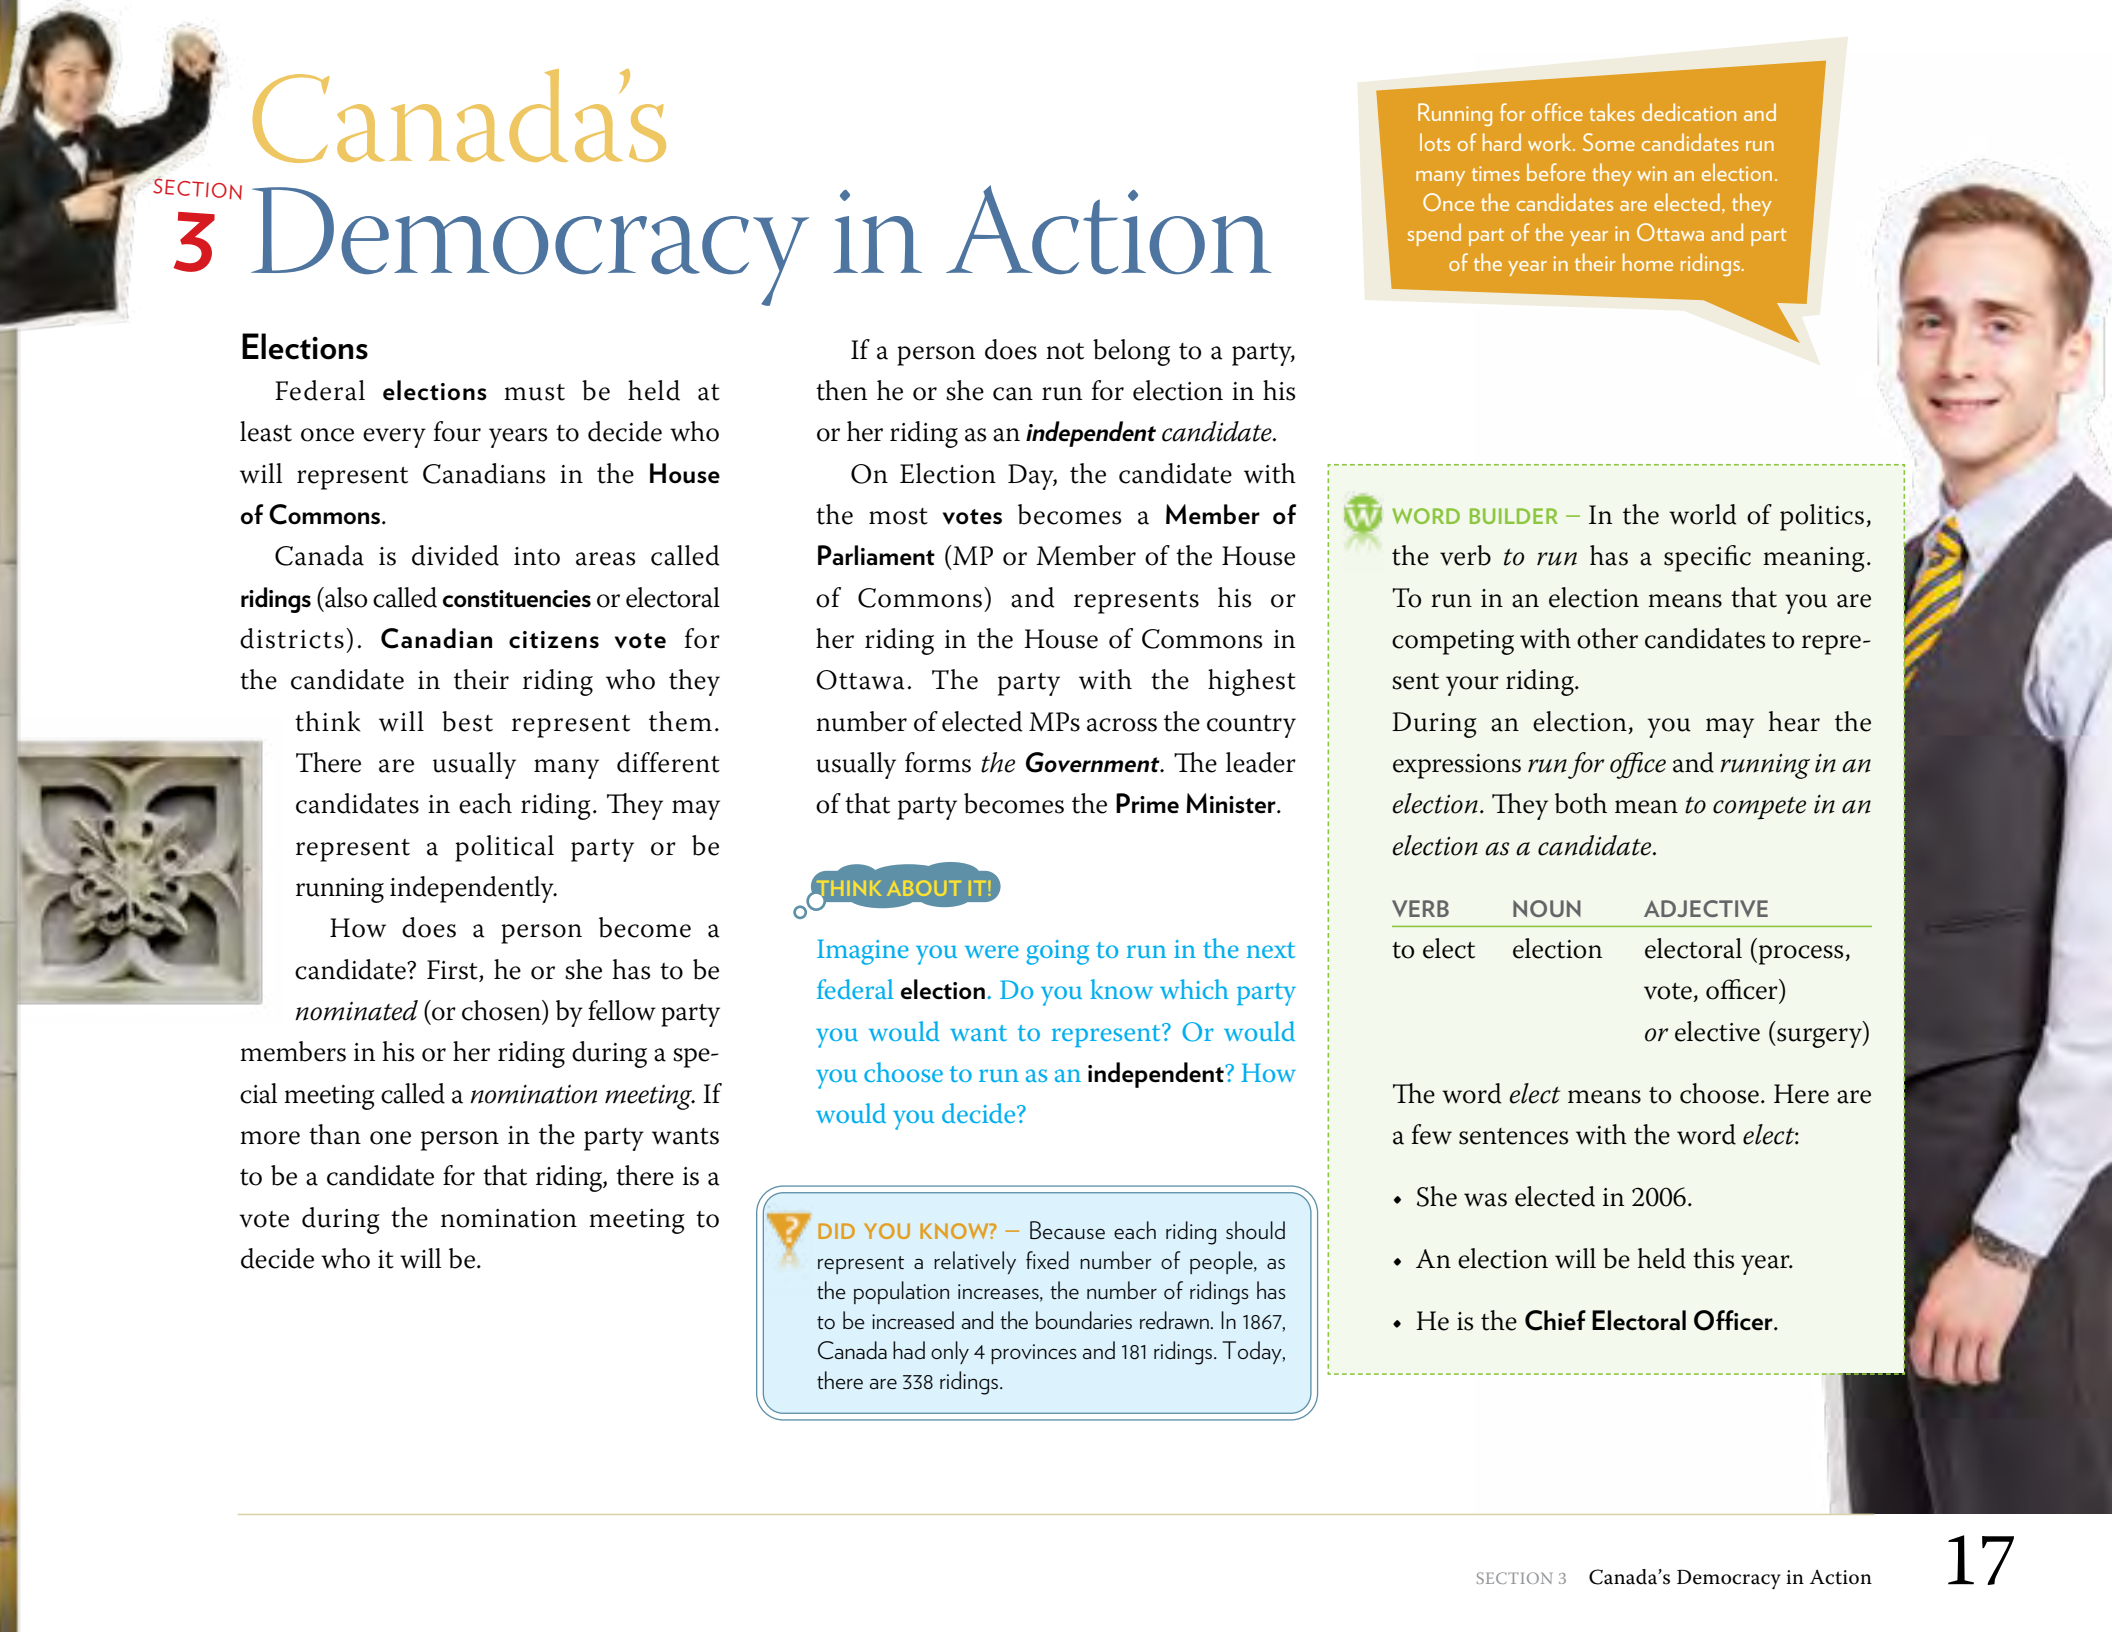 Canada's
SECTION
3
Democracy in Action
Running for office takes dedication and
lots of hard work. Some candidates run
many times before they win an election.
Once the candidates are elected, they
spend part of the year in Ottawa and part
of the year in their home ridings.
Elections
Federal elections must be held at
least once every four years to decide who
will represent Canadians in the House
of Commons.
Canada is divided into areas called
ridings (also called constituencies or electoral
districts). Canadian citizens vote for
the candidate in their riding who they
think will best represent them.
There are usually many different
candidates in each riding. They may
represent a political party or be
running independently.
How does a person become a
candidate? First, he or she has to be
nominated (or chosen) by fellow party
members in his or her riding during a spe-
cial meeting called a nomination meeting. If
more than one person in the party wants
to be a candidate for that riding, there is a
vote during the nomination meeting to
decide who it will be.
If a person does not belong to a party,
then he or she can run for election in his
or her riding as an independent candidate.
On Election Day, the candidate with
the most votes becomes a Member of
Parliament (MP or Member of the House
of Commons) and represents his or
her riding in the House of Commons in
Ottawa. The party with the highest
number of elected MPs across the country
usually forms the Government. The leader
of that party becomes the Prime Minister.
THINK ABOUT IT!
Imagine you were going to run in the next
federal election. Do you know which party
you would want to represent? Or would
you choose to run as an independent? How
would you decide?
?
DID YOU KNOW? – Because each riding should
represent a relatively fixed number of people, as
the population increases, the number of ridings has
to be increased and the boundaries redrawn. In 1867,
Canada had only 4 provinces and 181 ridings. Today,
there are 338 ridings.
W
WORD BUILDER – In the world of politics,
the verb to run has a specific meaning.
To run in an election means that you are
competing with other candidates to repre-
sent your riding.
During an election, you may hear the
expressions run for office and running in an
election. They both mean to compete in an
election as a candidate.
VERB NOUN ADJECTIVE
to elect election electoral (process,
vote, officer)
or elective (surgery)
The word elect means to choose. Here are
a few sentences with the word elect:
• She was elected in 2006.
• An election will be held this year.
• He is the Chief Electoral Officer.
SECTION 3 Canada's Democracy in Action 17